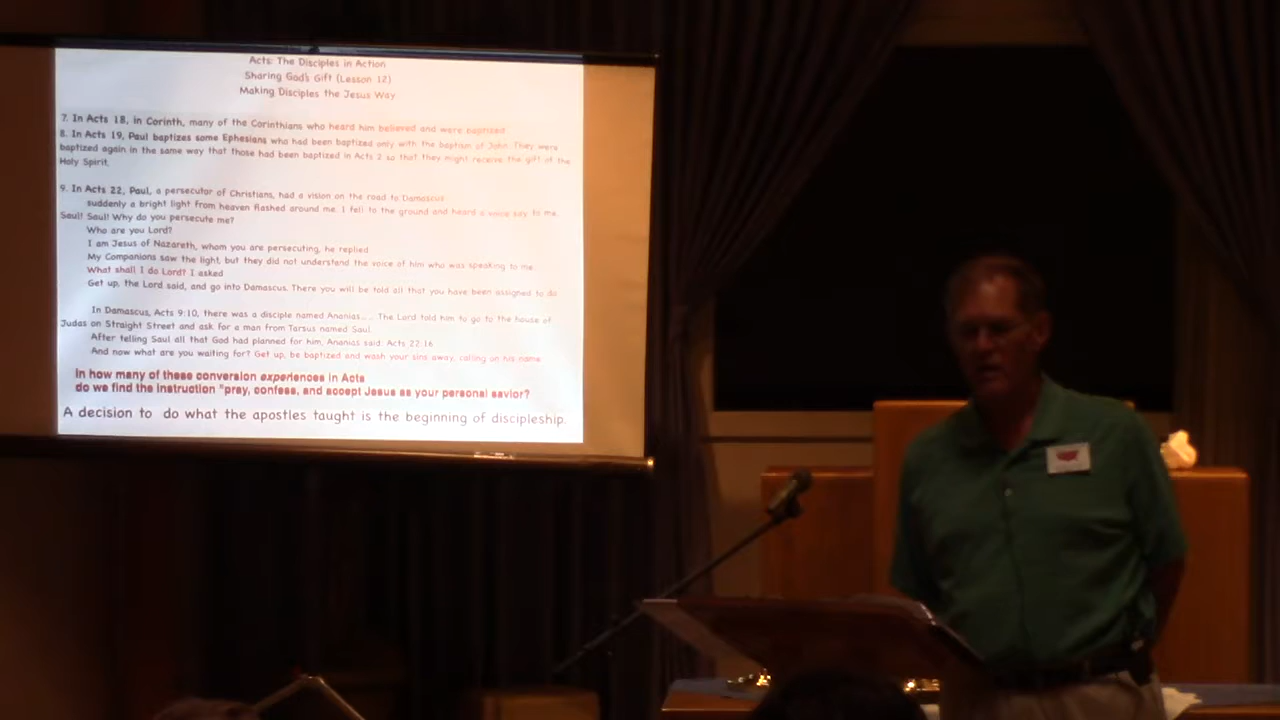 Acts: The Disciples in Action
Sharing God's Gift (Lesson 12)
Making Disciples the Jesus Way
7. In Acts 18, in Corinth, many of the Corinthians who heard him believed and were baptized
8. In Acts 19, Paul baptizes some Ephesians who had been baptized only with the baptism of John. They were
baptized again in the same way that those had been baptized in Acts 2 so that they might receive the gift of the
Holy Spirit.
9. In Acts 22, Paul, a persecutor of Christians, had a vision on the road to Damascus
suddenly a bright light from heaven flashed around me. I fell to the ground and heard a voice say to me,
Saul! Saul! Why do you persecute me?
Who are you Lord?
I am Jesus of Nazareth, whom you are persecuting, he replied
My Companions saw the light, but they did not understand the voice of him who was speaking to me.
What shall I do Lord? I asked
Get up, the Lord said, and go into Damascus. There you will be told all that you have been assigned to do
In Damascus, Acts 9:10, there was a disciple named Ananias.... The Lord told him to go to the house of
Judas on Straight Street and ask for a man from Tarsus named Saul
After telling Saul all that God had planned for him, Ananias said: Acts 22:16
And now what are you waiting for? Get up, be baptized and wash your sins away, calling on his name
In how many of these conversion experiences in Acts
do we find the instruction "pray, confess, and accept Jesus as your personal savior?
A decision to do what the apostles taught is the beginning of discipleship.